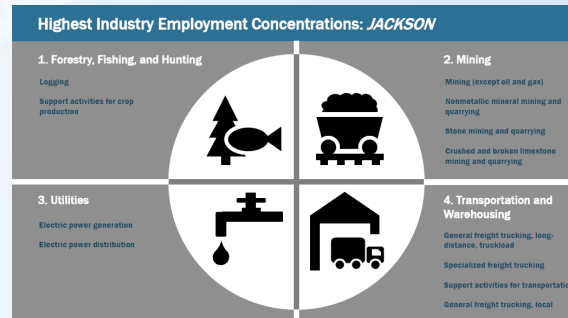 Highest Industry Employment Concentrations: JACKSON
1. Forestry, Fishing, and Hunting
Logging
Support activities for crop
production
2. Mining
Mining (except oil and gas)
Nonmetallic mineral mining and
quarrying
Stone mining and quarrying
Crushed and broken limestone
mining and quarrying
3. Utilities
Electric power generation
Electric power distribution
4. Transportation and
Warehousing
General freight trucking, long-
distance, truckload
Specialized freight trucking
Support activities for transportatio
General freight trucking, local